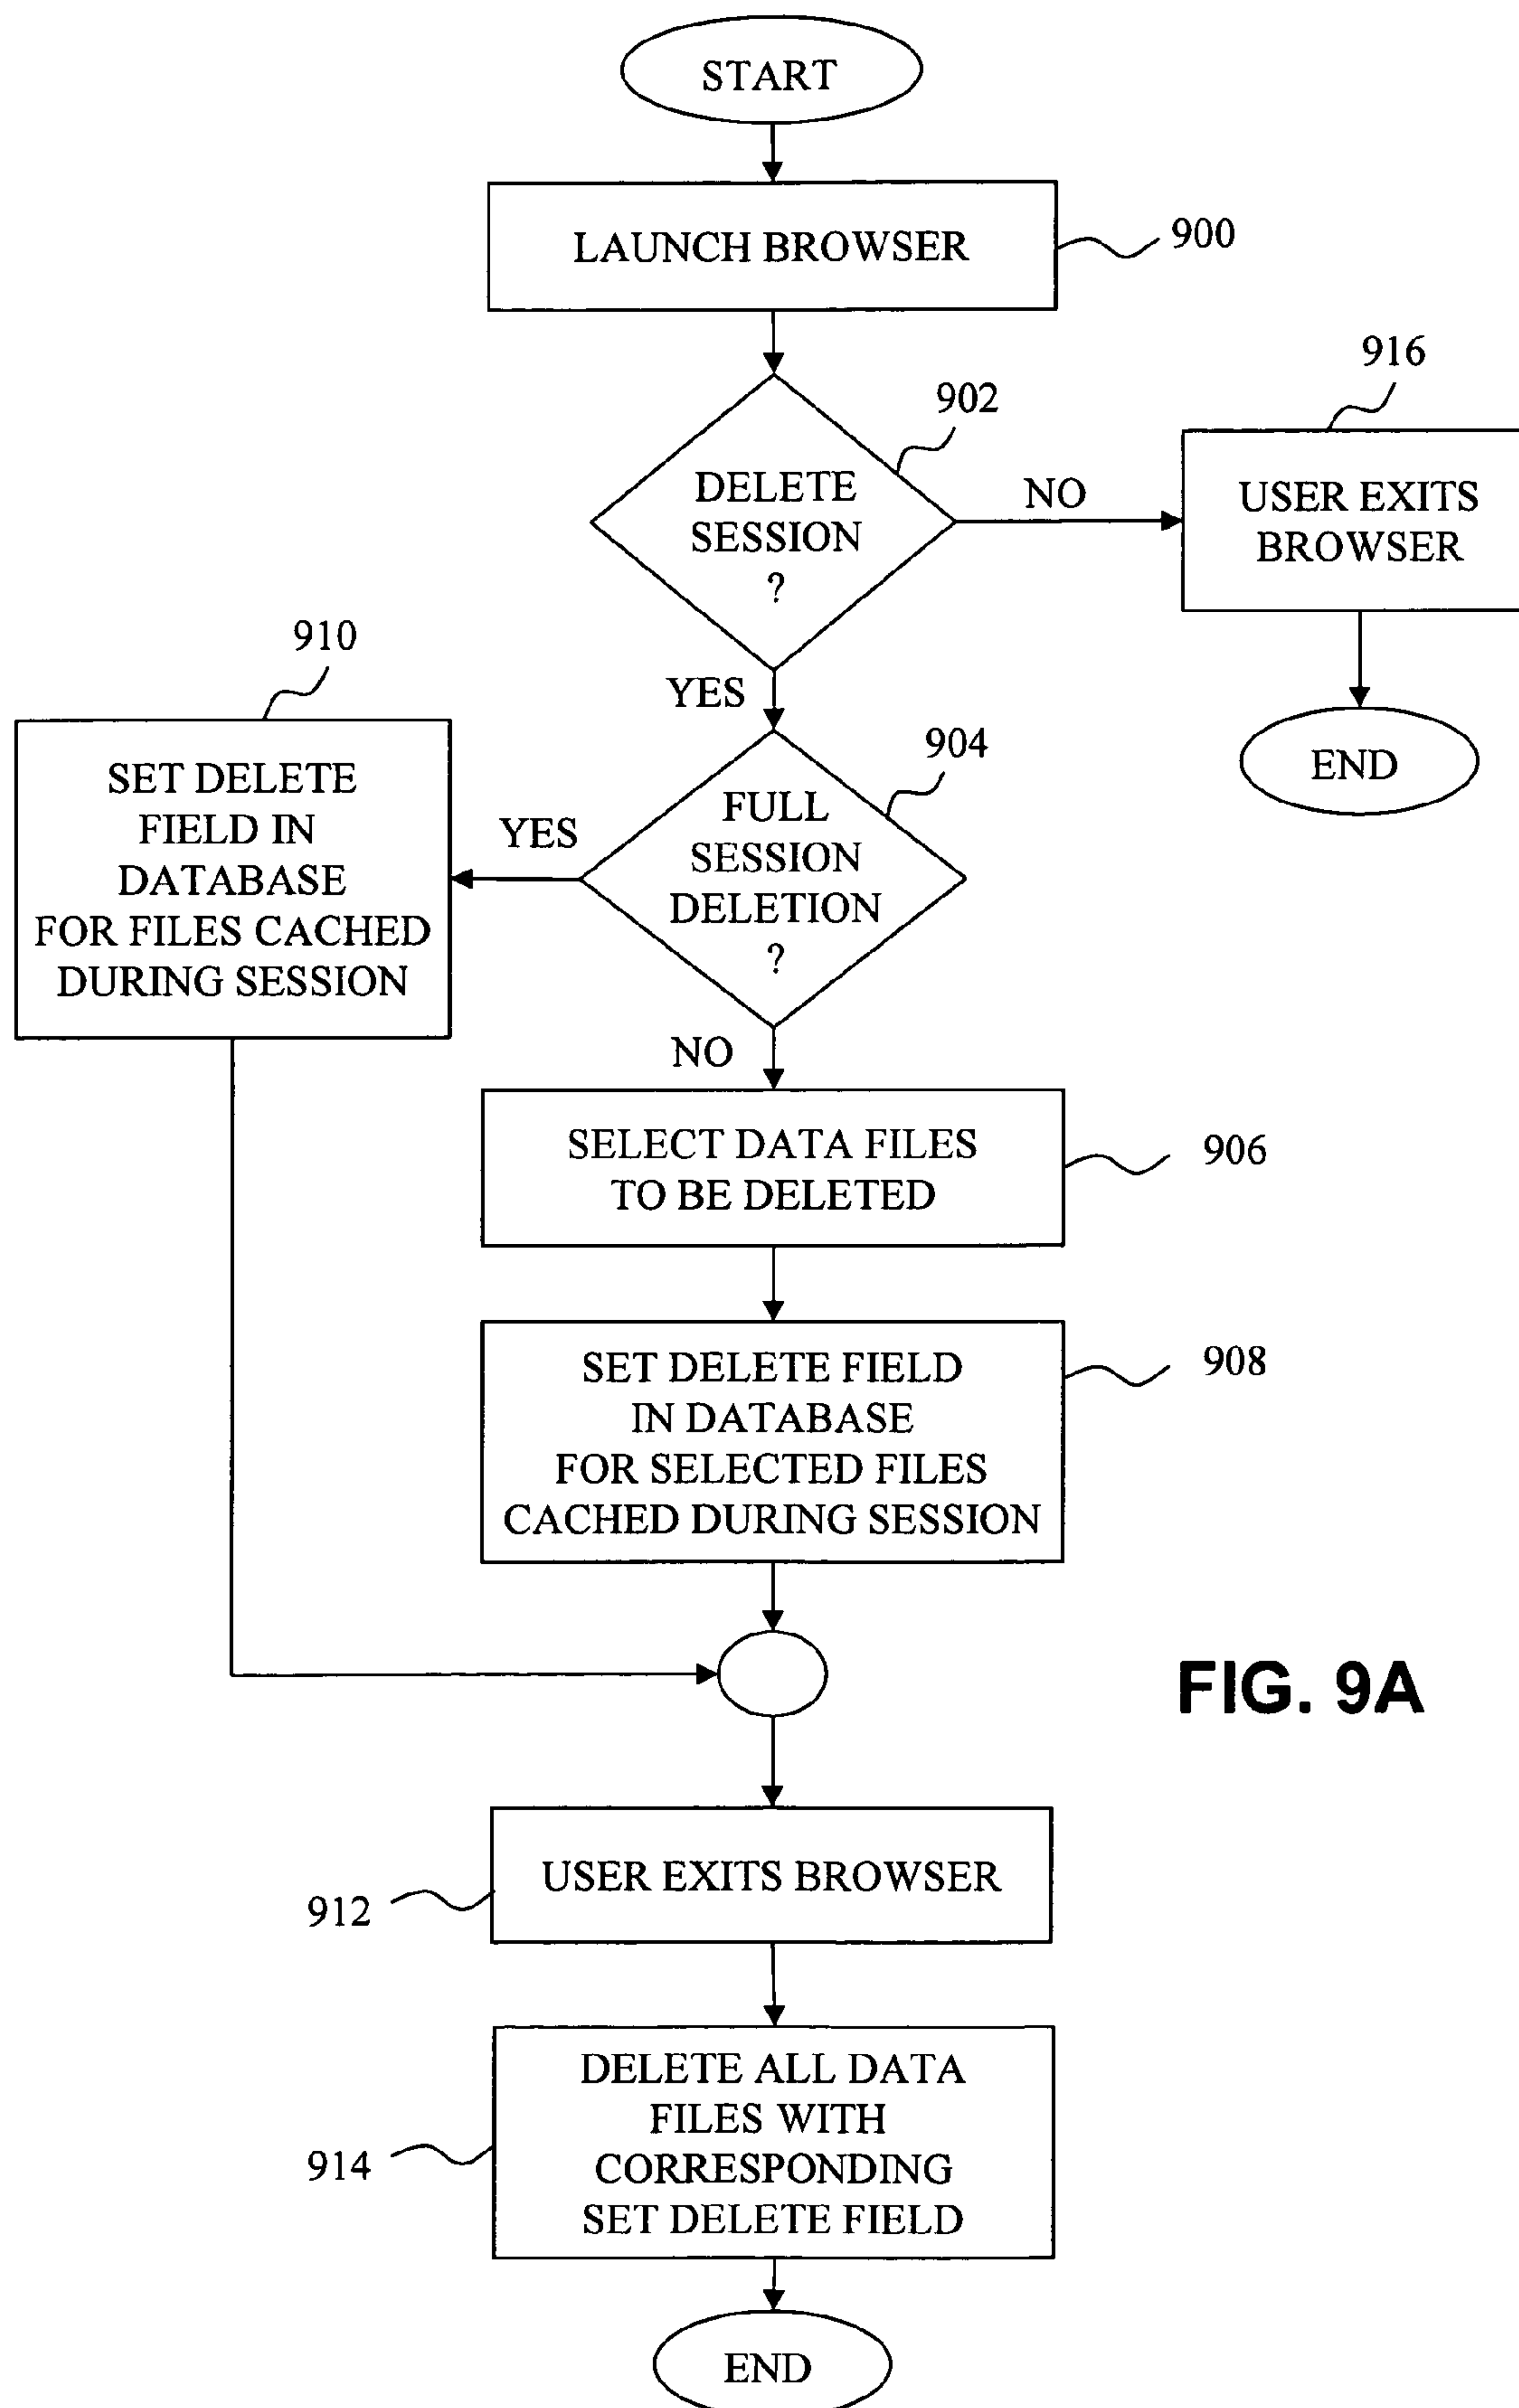 START
LAUNCH BROWSER
900
916
902
DELETE
SESSION
?
NO
USER EXITS
BROWSER
910
YES
904
END
SET DELETE
FIELD IN
DATABASE
FOR FILES CACHED
DURING SESSION
YES
FULL
SESSION
DELETION
?
NO
SELECT DATA FILES
TO BE DELETED
906
SET DELETE FIELD
IN DATABASE
FOR SELECTED FILES
CACHED DURING SESSION
908
FIG. 9A
USER EXITS BROWSER
912
DELETE ALL DATA
FILES WITH
CORRESPONDING
SET DELETE FIELD
914
END